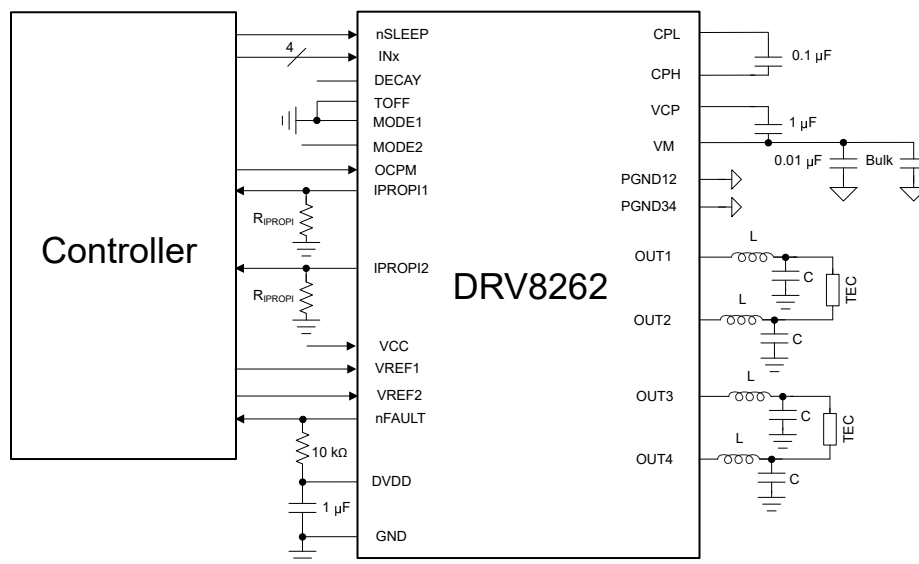 Controller
4
R_IPROPI
R_IPROPI
10 kΩ
1 µF
nSLEEP
INx
DECAY
TOFF
MODE1
MODE2
OCPM
IPROPI1
IPROPI2
VCC
VREF1
VREF2
nFAULT
DVDD
GND
DRV8262
CPL
CPH
VCP
VM
PGND12
PGND34
OUT1
OUT2
OUT3
OUT4
0.1 µF
1 µF
0.01 µF
Bulk
L
C
TEC
L
C
L
C
TEC
L
C